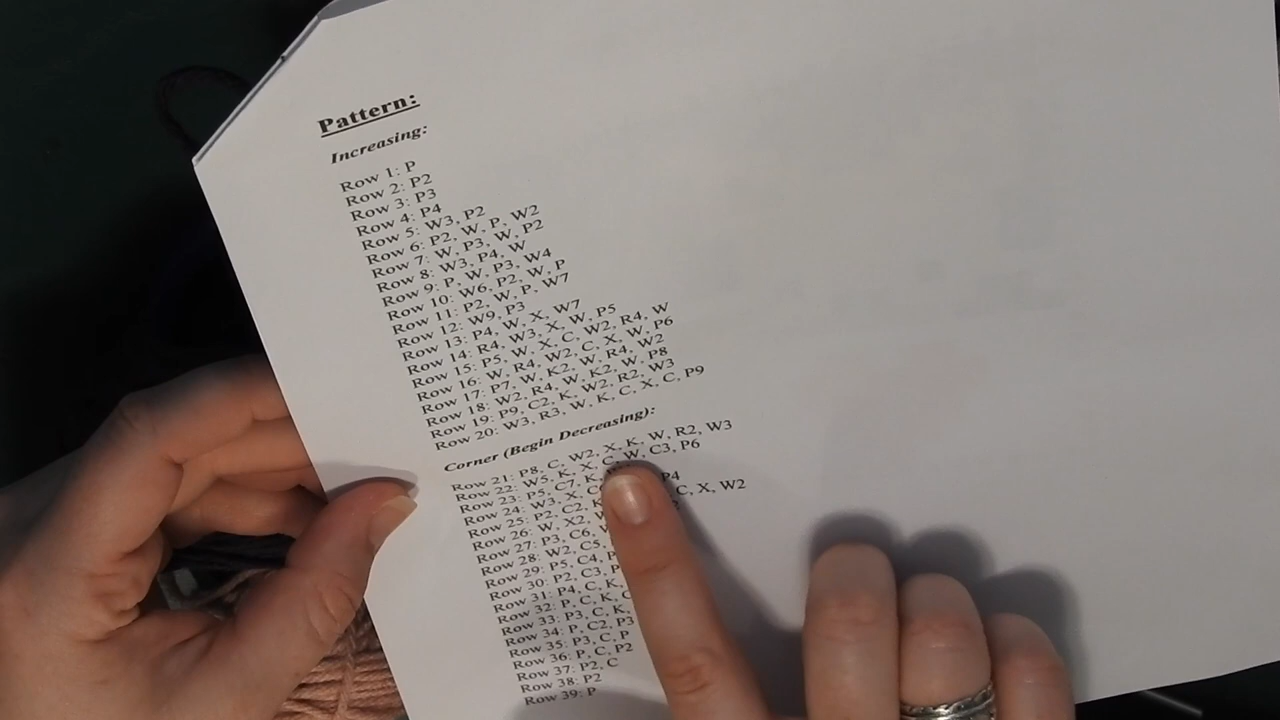 Pattern:
Increasing:
Row 1: P
Row 2: P2
Row 3: P3
Row 4: P4
Row 5: W3, P2
Row 6: P2, W, P, W2
Row 7: W, P3, W, P2
Row 8: W3, P4, W
Row 9: P, W, P3, W4
Row 10: W6, P2, W, P
Row 11: P2, W, P, W7
Row 12: W9, P3
Row 13: P4, W, X, W7
Row 14: R4, W3, X, W, P5
Row 15: P5, W, X, C, W2, R4, W
Row 16: W, R4, W2, C, X, W, P6
Row 17: P7, W, K2, W, R4, W2
Row 18: W2, R4, W, K2, W, P8
Row 19: P9, C2, K, W2, R2, W3
Row 20: W3, R3, W, K, C, X, C, P9
Corner (Begin Decreasing):
Row 21: P8, C, W2, X, K, W, R2, W3
Row 22: W5, K, X, C, W, C3, P6
Row 23: P5, C7, K
Row 24: W3, X, P4
Row 25: P2, C2, C, X, W2
Row 26: W, X2,
Row 27: P3, C6,
Row 28: W2, C5,
Row 29: P5, C4,
Row 30: P2, C3,
Row 31: P4, C, K
Row 32: P, C, K,
Row 33: P3, C, K
Row 34: P, C2, P3
Row 35: P3, C, P
Row 36: P, C, P2
Row 37: P2, C
Row 38: P2
Row 39: P